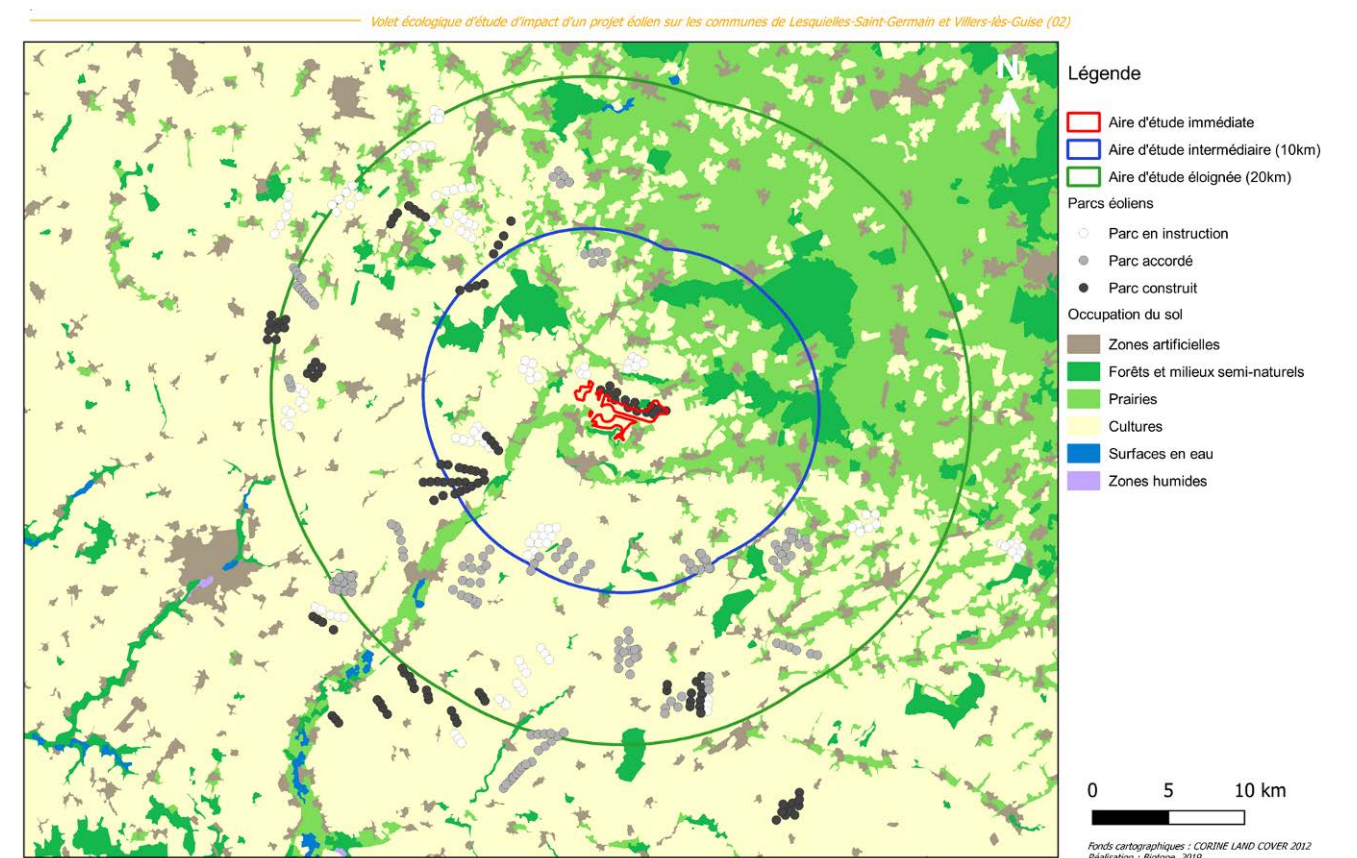 Volet écologique d'étude d'impact d'un projet éolien sur les communes de Lesquielles-Saint-Germain et Villers-lès-Guise (02)
N
Légende
Aire d'étude immédiate
Aire d'étude intermédiaire (10km)
Aire d'étude éloignée (20km)
Parcs éoliens
Parc en instruction
Parc accordé
Parc construit
Occupation du sol
Zones artificielles
Forêts et milieux semi-naturels
Prairies
Cultures
Surfaces en eau
Zones humides
0 5 10 km
Fonds cartographiques : CORINE LAND COVER 2012
Réalisation : Biotope, 2019